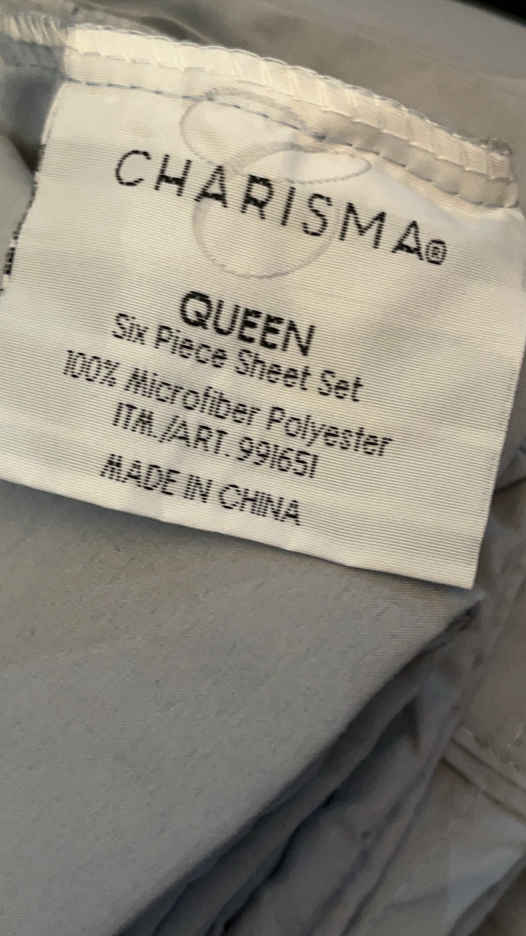 CHARISMA®
QUEEN
Six Piece Sheet Set
100% Microfiber Polyester
ITM./ART. 991651
MADE IN CHINA